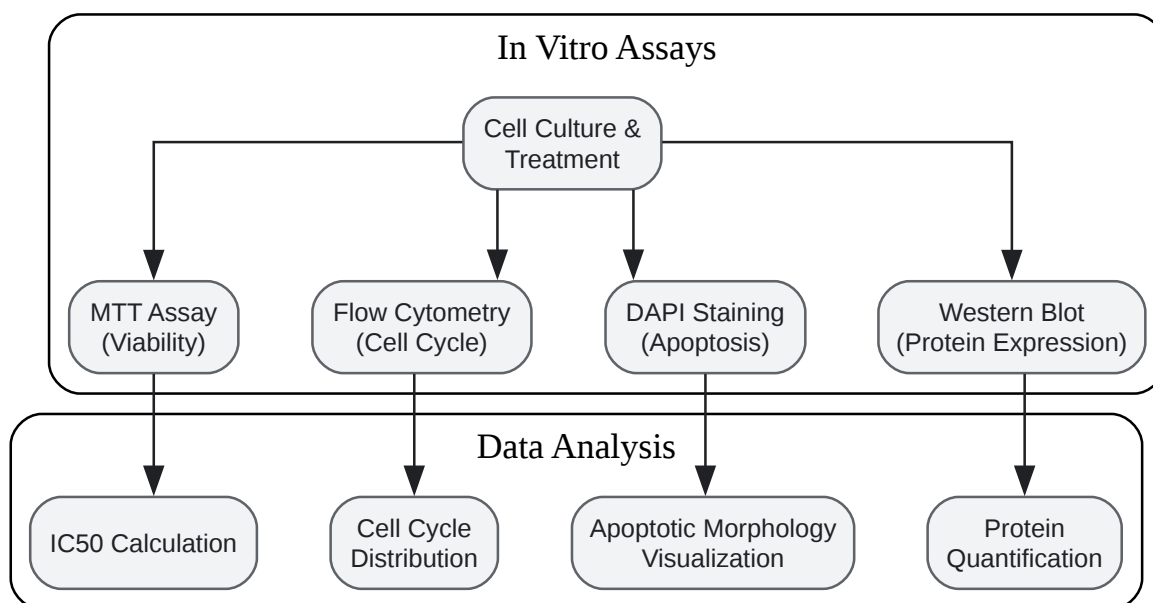 In Vitro Assays
Cell Culture &
Treatment
MTT Assay
(Viability)
Flow Cytometry
(Cell Cycle)
DAPI Staining
(Apoptosis)
Western Blot
(Protein Expression)
Data Analysis
IC50 Calculation
Cell Cycle
Distribution
Apoptotic Morphology
Visualization
Protein
Quantification